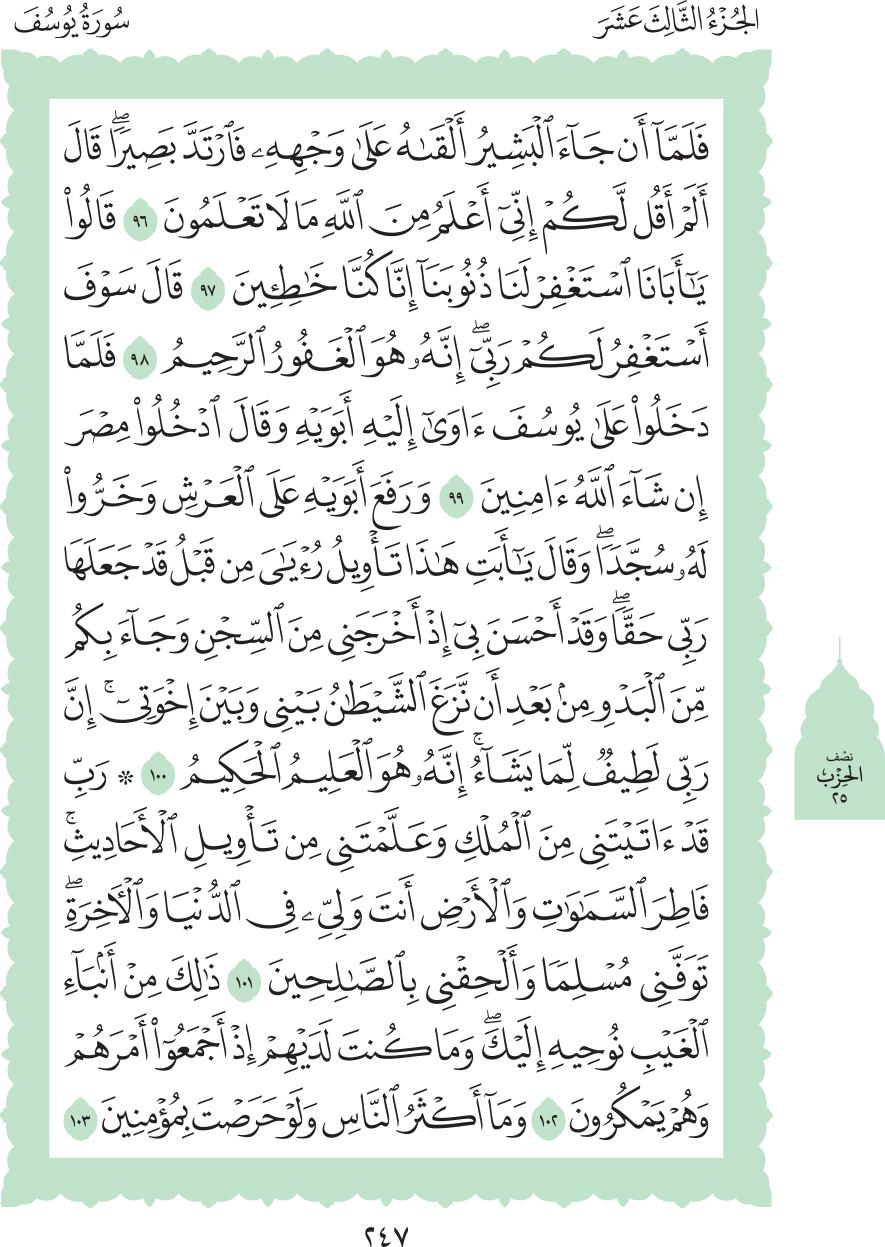 الجُزْءُ الثَّالِثَ عَشَرَ
سُورَةُ يُوسُفَ
فَلَمَّآ أَن جَآءَ ٱلْبَشِيرُ أَلْقَىٰهُ عَلَىٰ وَجْهِهِۦ فَٱرْتَدَّ بَصِيرًۭاۖ قَالَ
أَلَمْ أَقُل لَّكُمْ إِنِّىٓ أَعْلَمُ مِنَ ٱللَّهِ مَا لَا تَعْلَمُونَ ٩٦ قَالُوا۟
يَٰٓأَبَانَا ٱسْتَغْفِرْ لَنَا ذُنُوبَنَآ إِنَّا كُنَّا خَٰطِـِٔينَ ٩٧ قَالَ سَوْفَ
أَسْتَغْفِرُ لَكُمْ رَبِّىٓۖ إِنَّهُۥ هُوَ ٱلْغَفُورُ ٱلرَّحِيمُ ٩٨ فَلَمَّا
دَخَلُوا۟ عَلَىٰ يُوسُفَ ءَاوَىٰٓ إِلَيْهِ أَبَوَيْهِ وَقَالَ ٱدْخُلُوا۟ مِصْرَ
إِن شَآءَ ٱللَّهُ ءَامِنِينَ ٩٩ وَرَفَعَ أَبَوَيْهِ عَلَى ٱلْعَرْشِ وَخَرُّوا۟
لَهُۥ سُجَّدًۭاۖ وَقَالَ يَٰٓأَبَتِ هَٰذَا تَأْوِيلُ رُءْيَٰىَ مِن قَبْلُ قَدْ جَعَلَهَا
رَبِّى حَقًّۭاۖ وَقَدْ أَحْسَنَ بِىٓ إِذْ أَخْرَجَنِى مِنَ ٱلسِّجْنِ وَجَآءَ بِكُم
مِّنَ ٱلْبَدْوِ مِنۢ بَعْدِ أَن نَّزَغَ ٱلشَّيْطَٰنُ بَيْنِى وَبَيْنَ إِخْوَتِىٓۚ إِنَّ
رَبِّى لَطِيفٌۭ لِّمَا يَشَآءُۚ إِنَّهُۥ هُوَ ٱلْعَلِيمُ ٱلْحَكِيمُ ١٠٠ ۞ رَبِّ
قَدْ ءَاتَيْتَنِى مِنَ ٱلْمُلْكِ وَعَلَّمْتَنِى مِن تَأْوِيلِ ٱلْأَحَادِيثِۚ
فَاطِرَ ٱلسَّمَٰوَٰتِ وَٱلْأَرْضِ أَنتَ وَلِىِّۦ فِى ٱلدُّنْيَا وَٱلْءَاخِرَةِۖ
تَوَفَّنِى مُسْلِمًۭا وَأَلْحِقْنِى بِٱلصَّٰلِحِينَ ١٠١ ذَٰلِكَ مِنْ أَنۢبَآءِ
ٱلْغَيْبِ نُوحِيهِ إِلَيْكَۖ وَمَا كُنتَ لَدَيْهِمْ إِذْ أَجْمَعُوٓا۟ أَمْرَهُمْ
وَهُمْ يَمْكُرُونَ ١٠٢ وَمَآ أَكْثَرُ ٱلنَّاسِ وَلَوْ حَرَصْتَ بِمُؤْمِنِينَ ١٠٣
نصف
الحزب
٢٥
٢٤٧